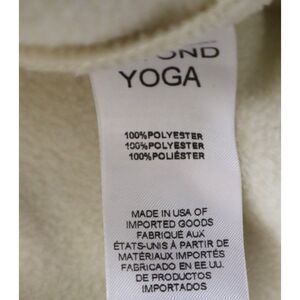 YOGA
100%POLYESTER
100%POLYESTER
100%POLIÉSTER
MADE IN USA OF
IMPORTED GOODS
FABRIQUÉ AUX
ÉTATS-UNIS À PARTIR DE
MATÉRIAUX IMPORTÉS
FABRICADO EN EE.UU.
DE PRODUCTOS
IMPORTADOS